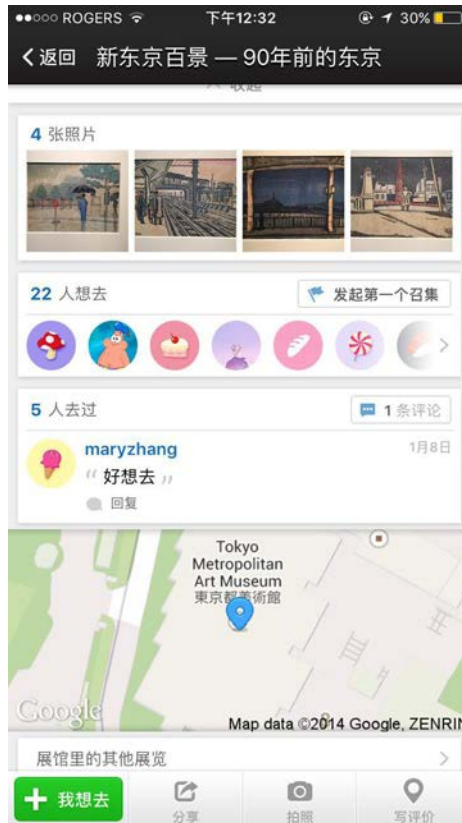 ROGERS 下午12:32 30%
返回 新东京百景 — 90年前的东京
收起
4 张照片
22 人想去 发起第一个召集
5 人去过 1 条评论
maryzhang 1月8日
“ 好想去 ”
回复
Tokyo
Metropolitan
Art Museum
東京都美術館
Google
Map data ©2014 Google, ZENRIN
展馆里的其他展览
我想去
分享
拍照
写评价